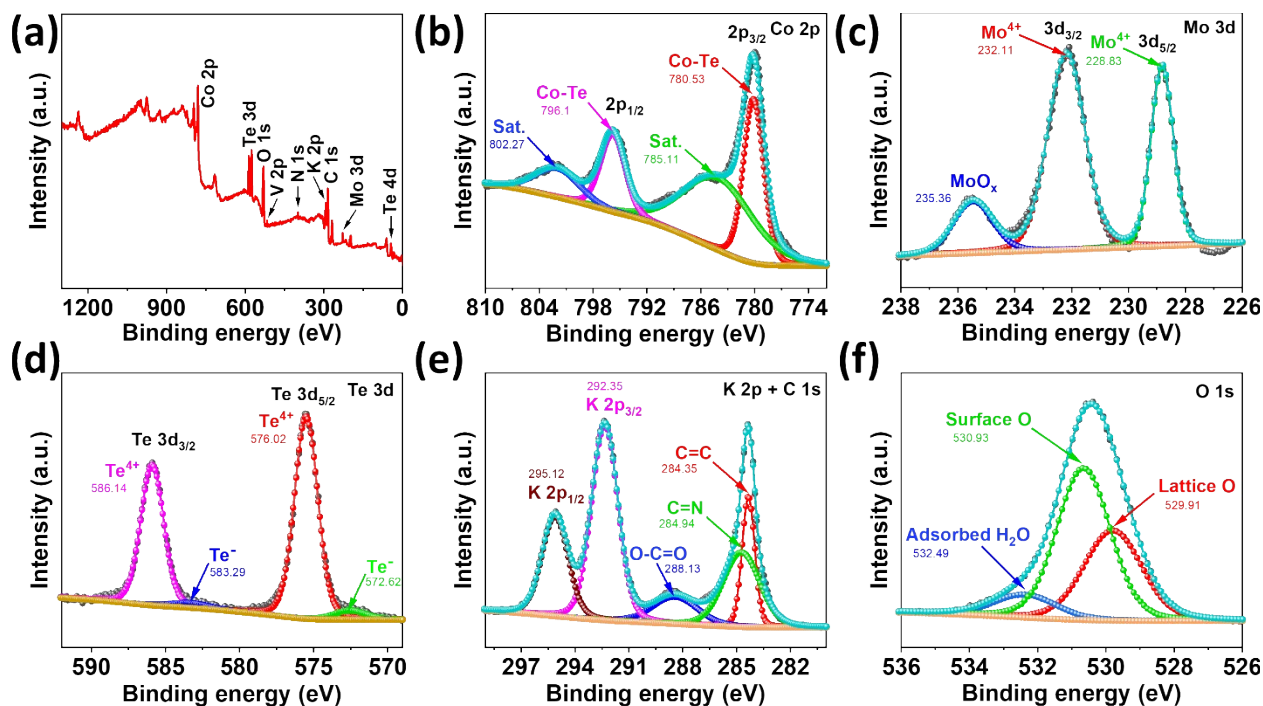 (a)
Intensity (a.u.)
Co 2p
Te 3d
O 1s
V 2p
N 1s
K 2p
C 1s
Mo 3d
Te 4d
1200 900 600 300 0
Binding energy (eV)
(b)
Intensity (a.u.)
2p3/2 Co 2p
Co-Te
780.53
Co-Te
796.1
2p1/2
Sat.
802.27
Sat.
785.11
810 804 798 792 786 780 774
Binding energy (eV)
(c)
Intensity (a.u.)
Mo 3d
Mo4+
232.11
3d3/2
Mo4+
228.83
3d5/2
MoOx
235.36
238 236 234 232 230 228 226
Binding energy (eV)
(d)
Intensity (a.u.)
Te 3d
Te 3d5/2
Te4+
576.02
Te 3d3/2
Te4+
586.14
Te-
583.29
Te-
572.62
590 585 580 575 570
Binding energy (eV)
(e)
Intensity (a.u.)
K 2p + C 1s
292.35
K 2p3/2
295.12
K 2p1/2
C=C
284.35
C=N
284.94
O-C=O
288.13
297 294 291 288 285 282
Binding energy (eV)
(f)
Intensity (a.u.)
O 1s
Surface O
530.93
Lattice O
529.91
Adsorbed H2O
532.49
536 534 532 530 528 526
Binding energy (eV)